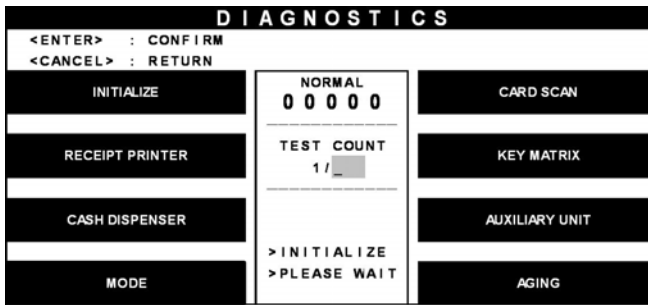 DIAGNOSTICS
<ENTER> : CONFIRM
<CANCEL> : RETURN
INITIALIZE
RECEIPT PRINTER
CASH DISPENSER
MODE
NORMAL
00000
TEST COUNT
1/_
>INITIALIZE
>PLEASE WAIT
CARD SCAN
KEY MATRIX
AUXILIARY UNIT
AGING